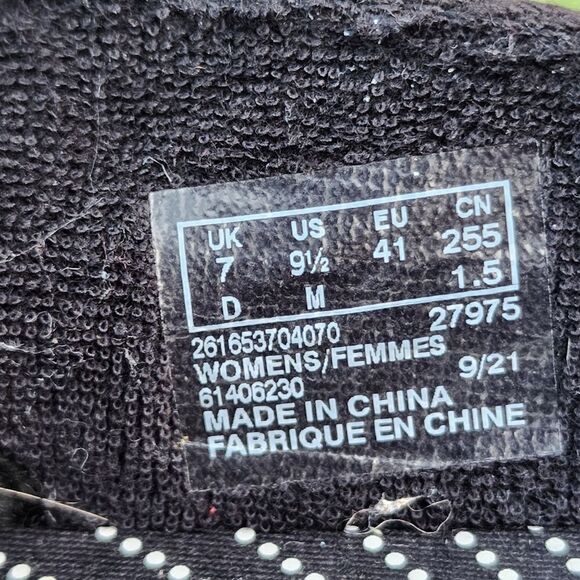 UK US EU CN
7 9½ 41 255
D M 1.5
261653704070 27975
WOMENS/FEMMES
61406230 9/21
MADE IN CHINA
FABRIQUE EN CHINE